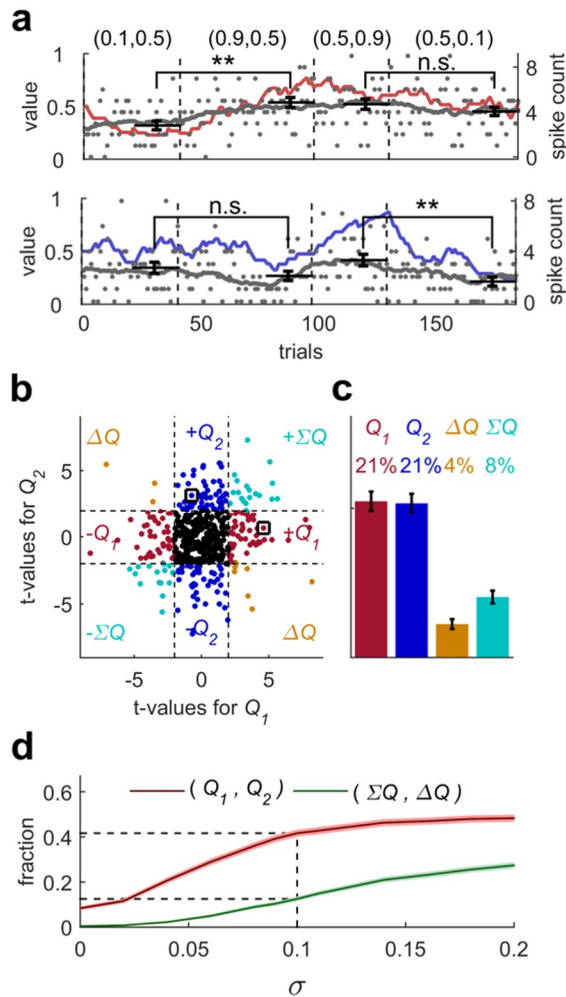 a
(0.1,0.5) (0.9,0.5) (0.5,0.9) (0.5,0.1)
1 ** n.s. 8
value 0.5 4 spike count
0 0
1 n.s. ** 8
value 0.5 4 spike count
0 0
0 50 100 150
trials
b c
ΔQ +Q2 +ΣQ
Q1 Q2 ΔQ ΣQ
21% 21% 4% 8%
5
t-values for Q2 0 -Q1 +Q1
-5
-ΣQ -Q2 ΔQ
-5 0 5
t-values for Q1
d
0.6 (Q1, Q2) (ΣQ, ΔQ)
fraction 0.4
0.2
0
0 0.05 0.1 0.15 0.2
σ